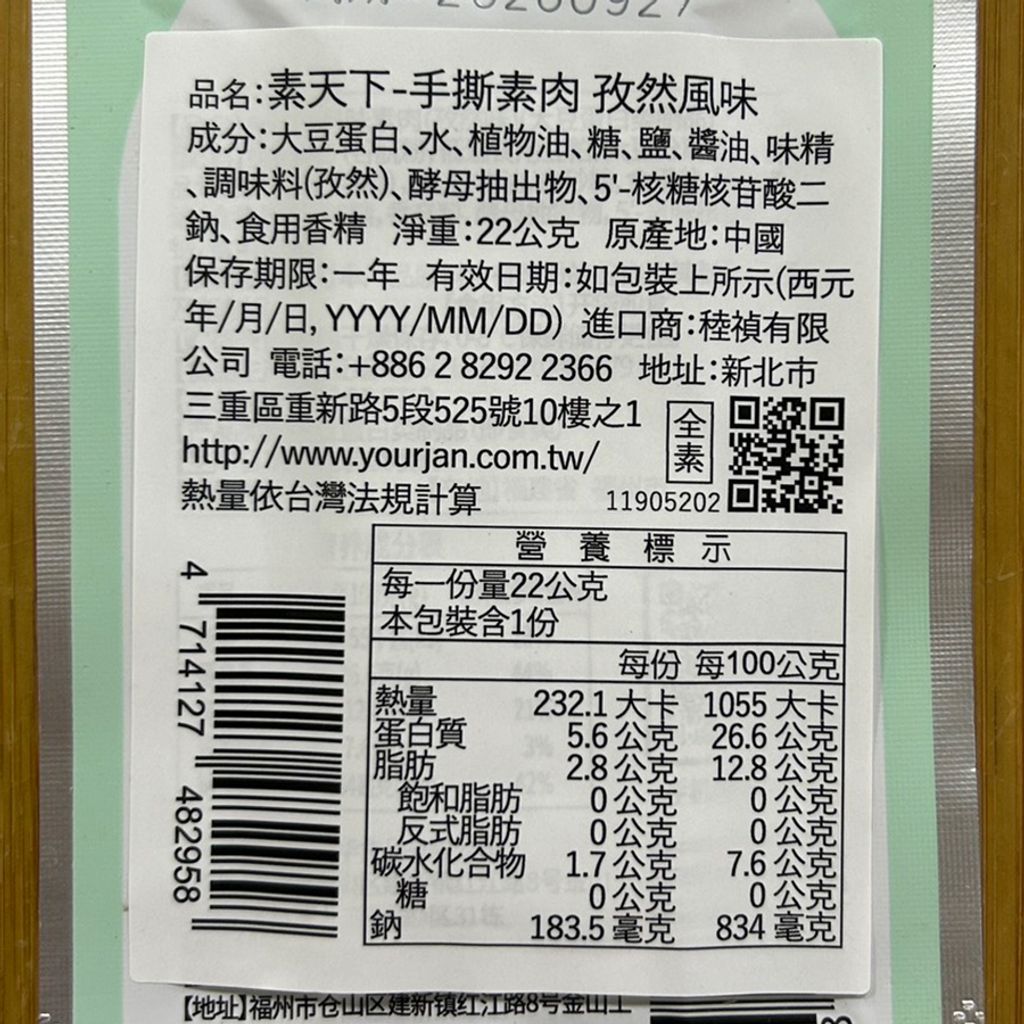 20260927
品名:素天下-手撕素肉 孜然風味
成分:大豆蛋白、水、植物油、糖、鹽、醬油、味精
、調味料(孜然)、酵母抽出物、5'-核糖核苷酸二
鈉、食用香精 淨重:22公克 原產地:中國
保存期限:一年 有效日期:如包裝上所示(西元
年/月/日, YYYY/MM/DD) 進口商:稑禎有限
公司 電話:+886 2 8292 2366 地址:新北市
三重區重新路5段525號10樓之1
全素
http://www.yourjan.com.tw/
熱量依台灣法規計算
11905202
營養標示
每一份量22公克
本包裝含1份
每份 每100公克
熱量 232.1 大卡 1055 大卡
蛋白質 5.6 公克 26.6 公克
脂肪 2.8 公克 12.8 公克
飽和脂肪 0 公克 0 公克
反式脂肪 0 公克 0 公克
碳水化合物 1.7 公克 7.6 公克
糖 0 公克 0 公克
鈉 183.5 毫克 834 毫克
4 714127 482958
【地址】福州市仓山区建新镇红江路8号金山工